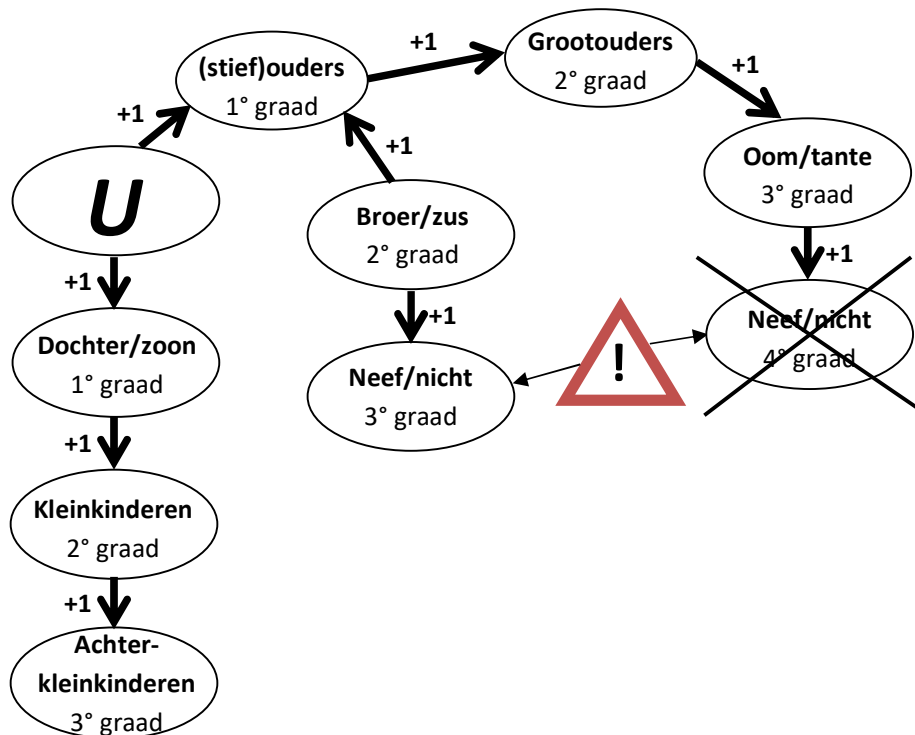 Grootouders
2° graad
+1
(stief)ouders
1° graad
+1
+1
+1
Oom/tante
3° graad
U
Broer/zus
2° graad
+1
+1
+1
Dochter/zoon
1° graad
Neef/nicht
3° graad
!
Neef/nicht
4° graad
+1
+1
Kleinkinderen
2° graad
+1
Achter-
kleinkinderen
3° graad